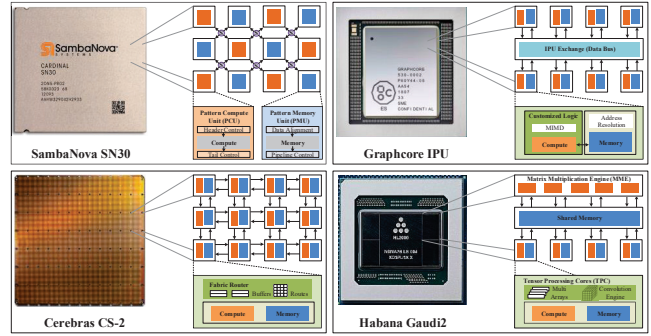 SambaNova
SYSTEMS
CARDINAL
SN30
Pattern Compute
Unit (PCU)
Header Control
Compute
Tail Control
Pattern Memory
Unit (PMU)
Data Alignment
Memory
Pipeline Control
SambaNova SN30
GRAPHCORE
ES CONFIDENTIAL
IPU Exchange (Data Bus)
Customized Logic
MIMD
Compute
Address
Resolution
Memory
Graphcore IPU
Fabric Router
Buffers
Routes
Compute
Memory
Cerebras CS-2
Matrix Multiplication Engine (MME)
Shared Memory
Tensor Processing Cores (TPC)
Multi
Arrays
Convolution
Engine
Compute
Memory
Habana Gaudi2